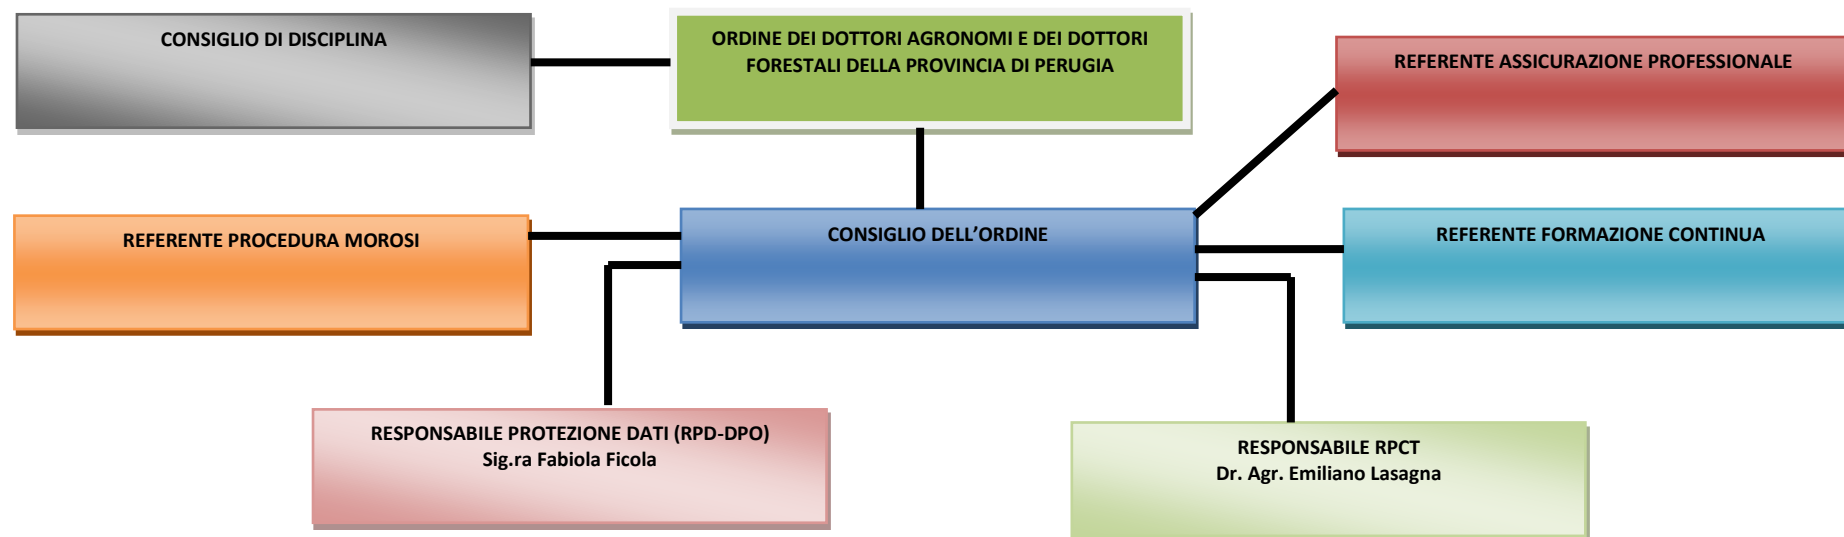 CONSIGLIO DI DISCIPLINA
ORDINE DEI DOTTORI AGRONOMI E DEI DOTTORI
FORESTALI DELLA PROVINCIA DI PERUGIA
REFERENTE ASSICURAZIONE PROFESSIONALE
REFERENTE PROCEDURA MOROSI
CONSIGLIO DELL’ORDINE
REFERENTE FORMAZIONE CONTINUA
RESPONSABILE PROTEZIONE DATI (RPD-DPO)
Sig.ra Fabiola Ficola
RESPONSABILE RPCT
Dr. Agr. Emiliano Lasagna